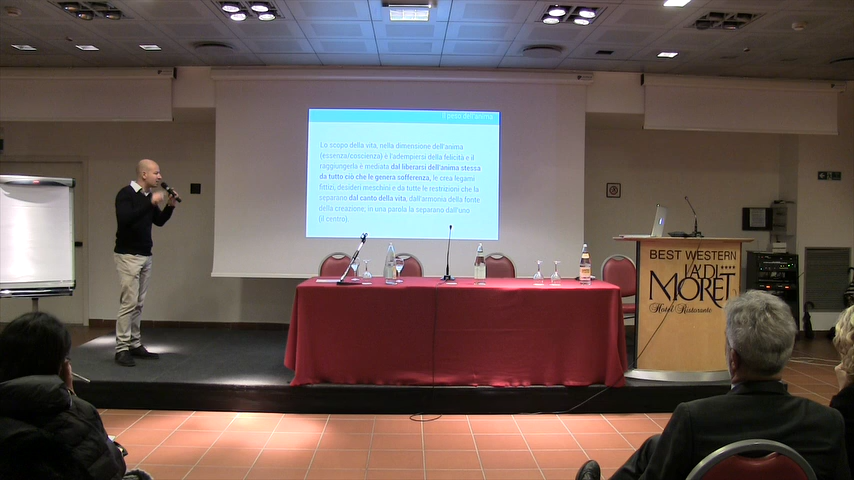 Il peso dell'anima
Lo scopo della vita, nella dimensione dell'anima
(essenza/coscienza) è l'adempiersi della felicità e il
raggiungerla è mediata dal liberarsi dell'anima stessa
da tutto ciò che le genera sofferenza, le crea legami
fittizi, desideri meschini e da tutte le restrizioni che la
separano dal canto della vita, dall'armonia della fonte
della creazione; in una parola la separano dall'uno
(il centro).
BEST WESTERN
LÀ DI
MORET
Hotel Ristorante